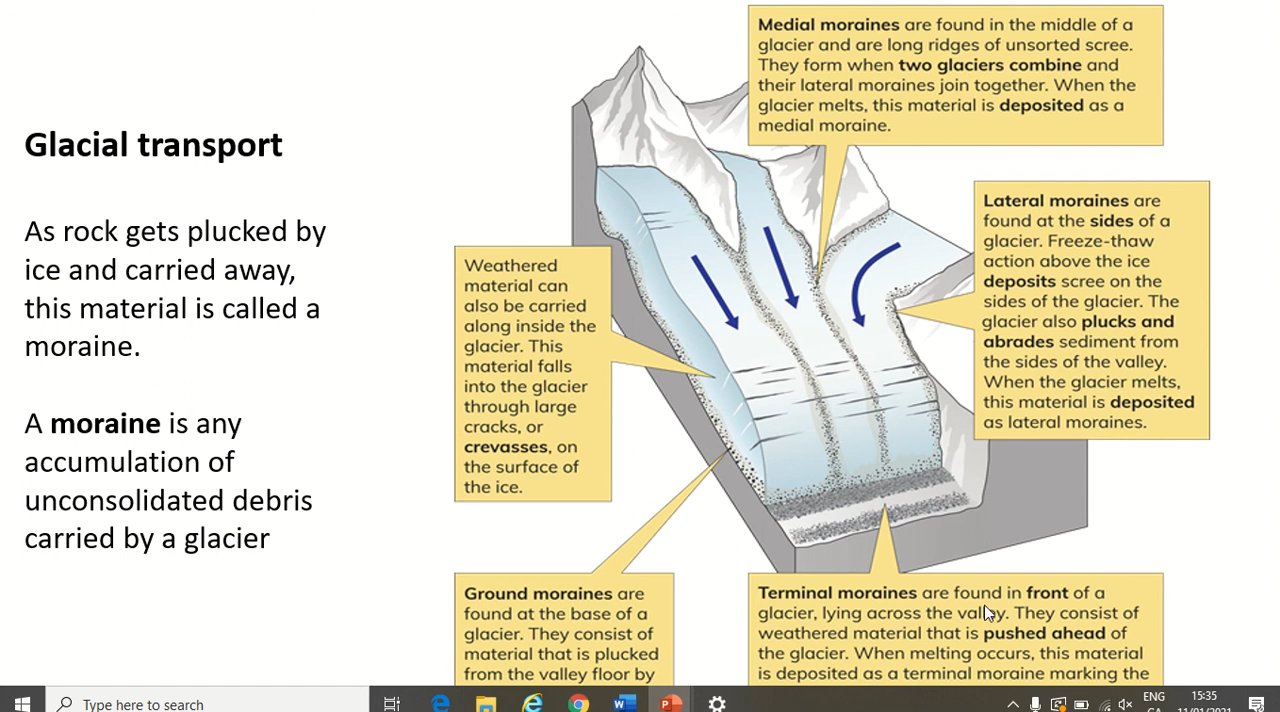 Glacial transport
As rock gets plucked by
ice and carried away,
this material is called a
moraine.
A moraine is any
accumulation of
unconsolidated debris
carried by a glacier
Medial moraines are found in the middle of a
glacier and are long ridges of unsorted scree.
They form when two glaciers combine and
their lateral moraines join together. When the
glacier melts, this material is deposited as a
medial moraine.
Lateral moraines are
found at the sides of a
glacier. Freeze-thaw
action above the ice
deposits scree on the
sides of the glacier. The
glacier also plucks and
abrades sediment from
the sides of the valley.
When the glacier melts,
this material is deposited
as lateral moraines.
Weathered
material can
also be carried
along inside the
glacier. This
material falls
into the glacier
through large
cracks, or
crevasses, on
the surface of
the ice.
Ground moraines are
found at the base of a
glacier. They consist of
material that is plucked
from the valley floor by
Terminal moraines are found in front of a
glacier, lying across the valley. They consist of
weathered material that is pushed ahead of
the glacier. When melting occurs, this material
is deposited as a terminal moraine marking the
Type here to search
ENG
15:35
11/01/2021